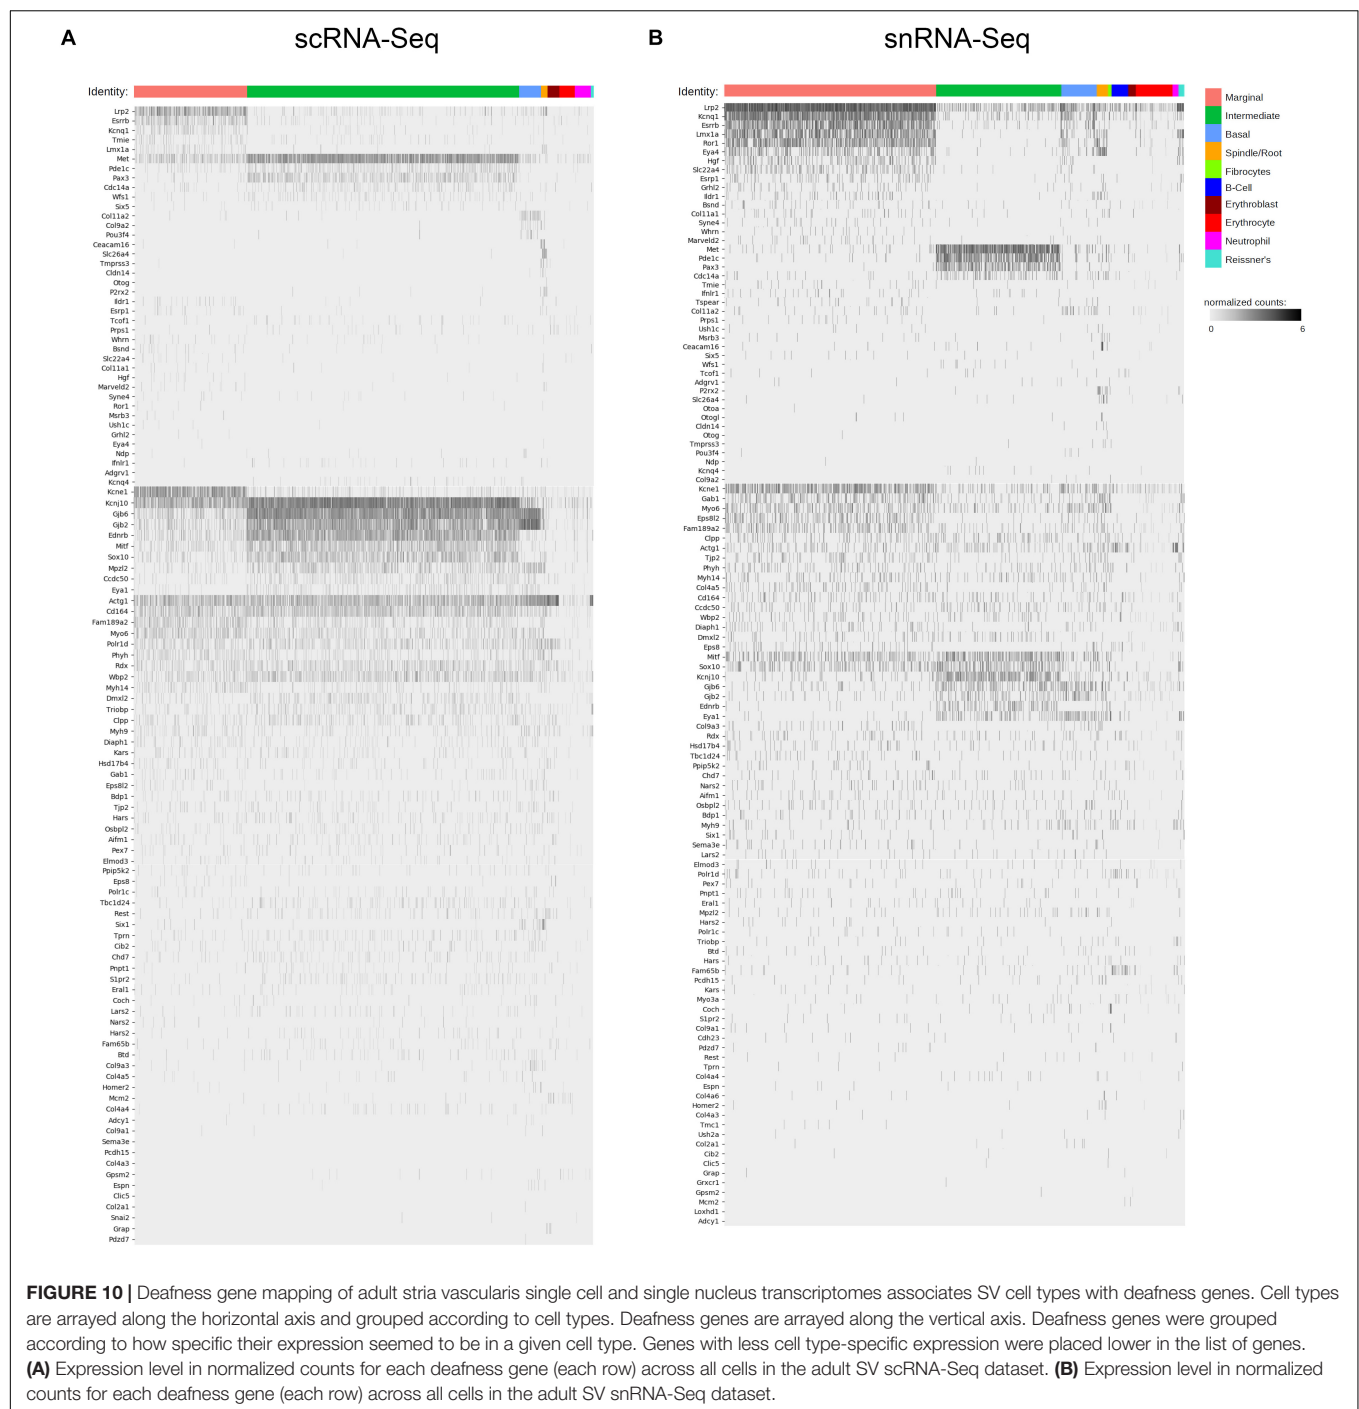 A
scRNA-Seq
B
snRNA-Seq
Identity:
Lrp2
Esrrb
Kcnq1
Tmie
Lmx1a
Met
Pde1c
Pax3
Cdc14a
Wfs1
Six5
Col11a2
Col9a2
Pou3f4
Ceacam16
Slc26a4
Tmprss3
Cldn14
Otog
P2rx2
Ildr1
Esrp1
Tcof1
Prps1
Whrn
Bsnd
Slc22a4
Col11a1
Hgf
Marveld2
Syne4
Ror1
Msrb3
Ush1c
Grhl2
Eya4
Ndp
Ifnlr1
Adgrv1
Kcnq4
Kcne1
Kcnj10
Gjb6
Gjb2
Ednrb
Mitf
Sox10
Mpzl2
Ccdc50
Eya1
Actg1
Cd164
Fam189a2
Myo6
Polr1d
Phyh
Rdx
Wbp2
Myh14
Dmxl2
Triobp
Clpp
Myh9
Diaph1
Kars
Hsd17b4
Gab1
Eps8l2
Bdp1
Tjp2
Hars
Osbpl2
Aifm1
Pex7
Elmod3
Ppip5k2
Eps8
Polr1c
Tbc1d24
Rest
Six1
Tprn
Cib2
Chd7
Pnpt1
S1pr2
Eral1
Coch
Lars2
Nars2
Hars2
Fam65b
Btd
Col9a3
Col4a5
Homer2
Mcm2
Col4a4
Adcy1
Col9a1
Sema3e
Pcdh15
Col4a3
Gpsm2
Espn
Clic5
Col2a1
Snai2
Grap
Pdzd7
Identity:
Lrp2
Kcnq1
Esrrb
Lmx1a
Ror1
Eya4
Hgf
Slc22a4
Esrp1
Grhl2
Ildr1
Bsnd
Col11a1
Syne4
Whrn
Marveld2
Met
Pde1c
Pax3
Cdc14a
Tmie
Ifnlr1
Tspear
Col11a2
Prps1
Ush1c
Msrb3
Ceacam16
Six5
Wfs1
Tcof1
Adgrv1
P2rx2
Slc26a4
Otoa
Otogl
Cldn14
Otog
Tmprss3
Pou3f4
Ndp
Kcnq4
Col9a2
Kcne1
Gab1
Myo6
Eps8l2
Fam189a2
Clpp
Actg1
Tjp2
Phyh
Myh14
Col4a5
Cd164
Ccdc50
Wbp2
Diaph1
Dmxl2
Eps8
Mitf
Sox10
Kcnj10
Gjb6
Gjb2
Ednrb
Eya1
Col9a3
Rdx
Hsd17b4
Tbc1d24
Ppip5k2
Chd7
Nars2
Aifm1
Osbpl2
Bdp1
Myh9
Six1
Sema3e
Lars2
Elmod3
Polr1d
Pex7
Pnpt1
Eral1
Mpzl2
Hars2
Polr1c
Triobp
Btd
Hars
Fam65b
Pcdh15
Kars
Myo3a
Coch
S1pr2
Col9a1
Cdh23
Pdzd7
Rest
Tprn
Col4a4
Espn
Col4a6
Homer2
Col4a3
Tmc1
Ush2a
Col2a1
Cib2
Clic5
Grap
Grxcr1
Gpsm2
Mcm2
Loxhd1
Adcy1
Marginal
Intermediate
Basal
Spindle/Root
Fibrocytes
B-Cell
Erythroblast
Erythrocyte
Neutrophil
Reissner's
normalized counts:
0 6
FIGURE 10 | Deafness gene mapping of adult stria vascularis single cell and single nucleus transcriptomes associates SV cell types with deafness genes. Cell types
are arrayed along the horizontal axis and grouped according to cell types. Deafness genes are arrayed along the vertical axis. Deafness genes were grouped
according to how specific their expression seemed to be in a given cell type. Genes with less cell type-specific expression were placed lower in the list of genes.
(A) Expression level in normalized counts for each deafness gene (each row) across all cells in the adult SV scRNA-Seq dataset. (B) Expression level in normalized
counts for each deafness gene (each row) across all cells in the adult SV snRNA-Seq dataset.